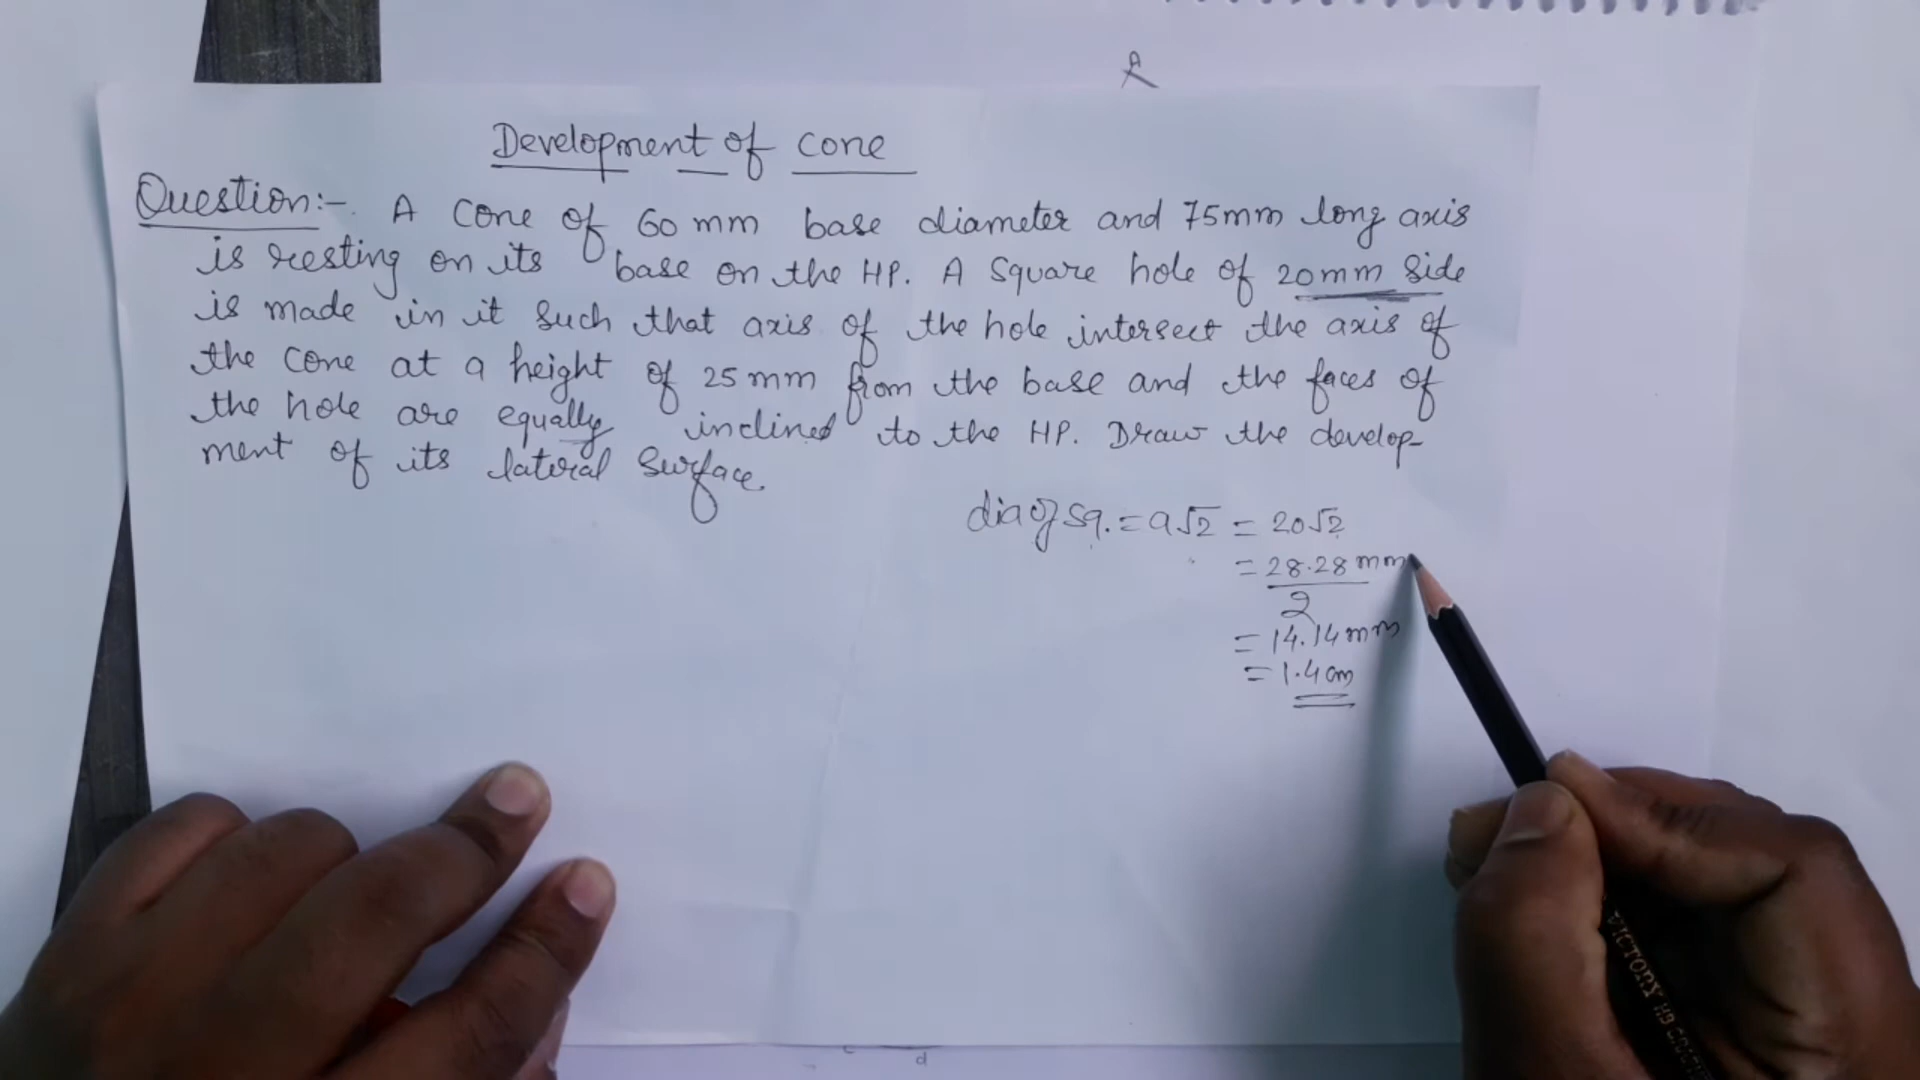 A
Development of cone
Question:- A cone of 60 mm base diameter and 75mm long axis
is resting on its base on the HP. A Square hole of 20mm Side
is made in it Such that axis of the hole intersect the axis of
the cone at a height of 25mm from the base and the faces of
the hole are equally inclined to the HP. Draw the develop-
ment of its lateral Surface.
dia of sq. = a√2 = 20√2
= 28.28 mm
2
= 14.14 mm
= 1.4 cm
VICTORY HB
c d